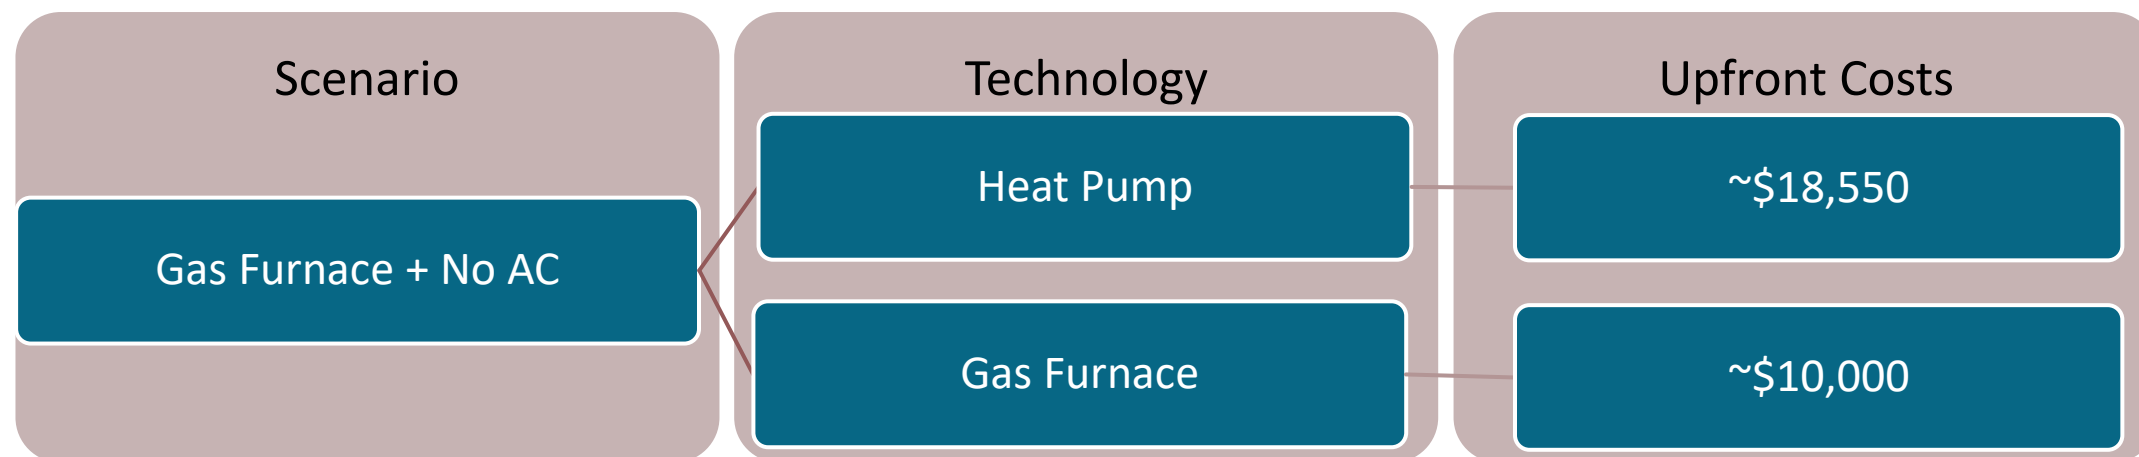 Scenario
Technology
Upfront Costs
Gas Furnace + No AC
Heat Pump
~$18,550
Gas Furnace
~$10,000